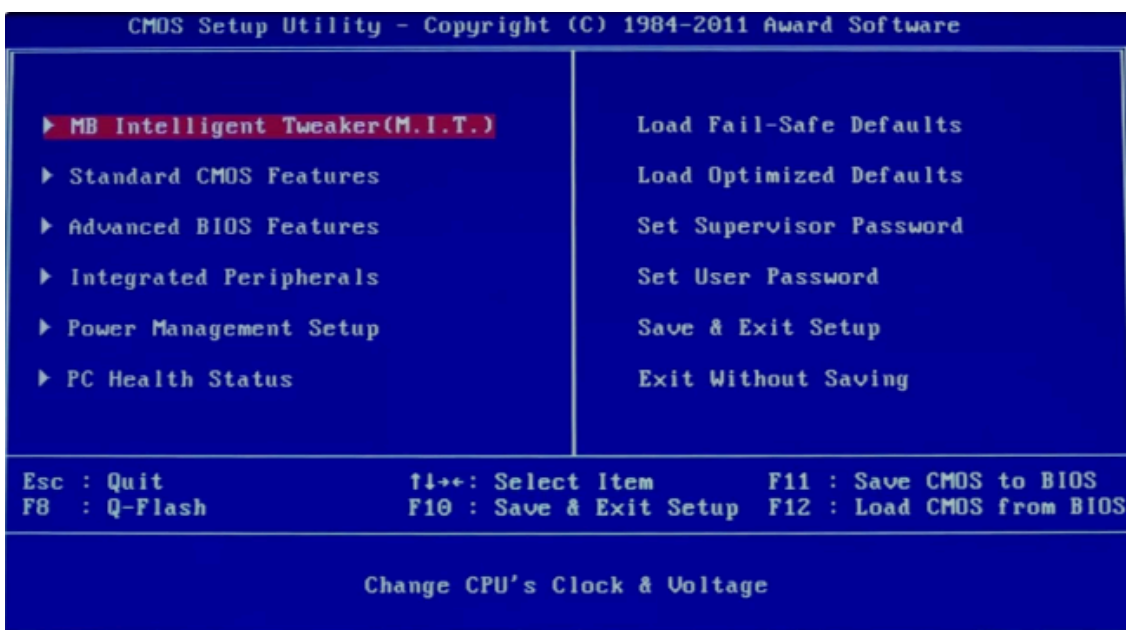 CMOS Setup Utility - Copyright (C) 1984-2011 Award Software
MB Intelligent Tweaker(M.I.T.)
Standard CMOS Features
Advanced BIOS Features
Integrated Peripherals
Power Management Setup
PC Health Status
Load Fail-Safe Defaults
Load Optimized Defaults
Set Supervisor Password
Set User Password
Save & Exit Setup
Exit Without Saving
Esc : Quit ↑↓→←: Select Item F11 : Save CMOS to BIOS
F8 : Q-Flash F10 : Save & Exit Setup F12 : Load CMOS from BIOS
Change CPU's Clock & Voltage